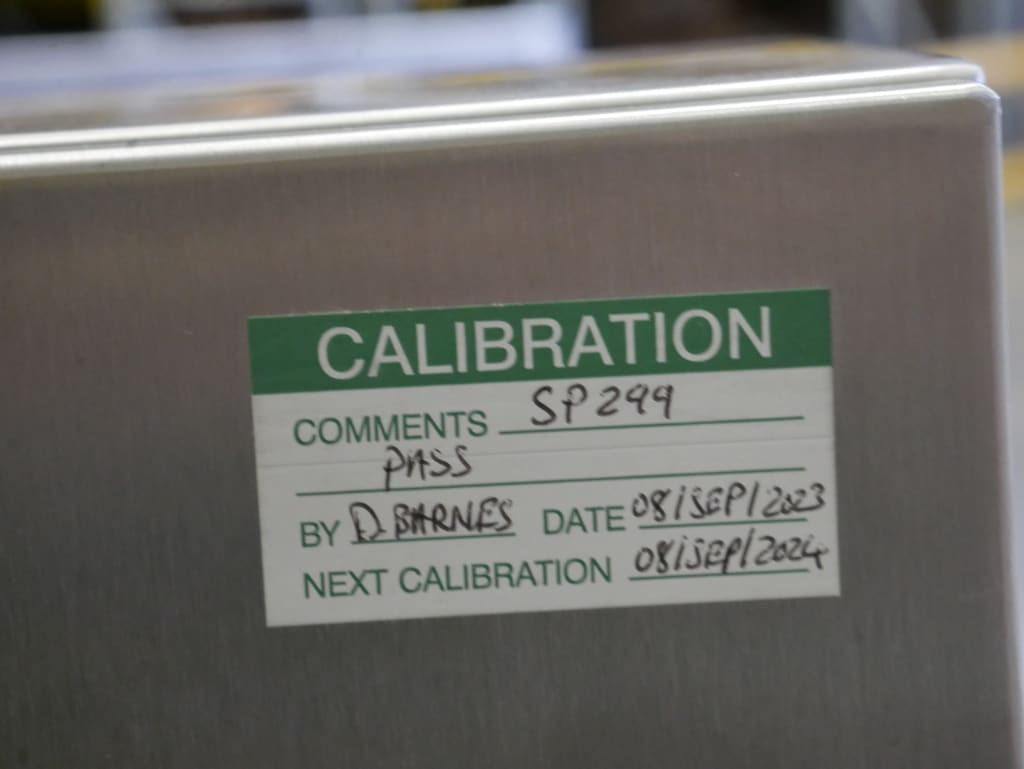 CALIBRATION
COMMENTS SP299
PASS
BY D. BARNES DATE 08/SEP/2023
NEXT CALIBRATION 08/SEP/2024